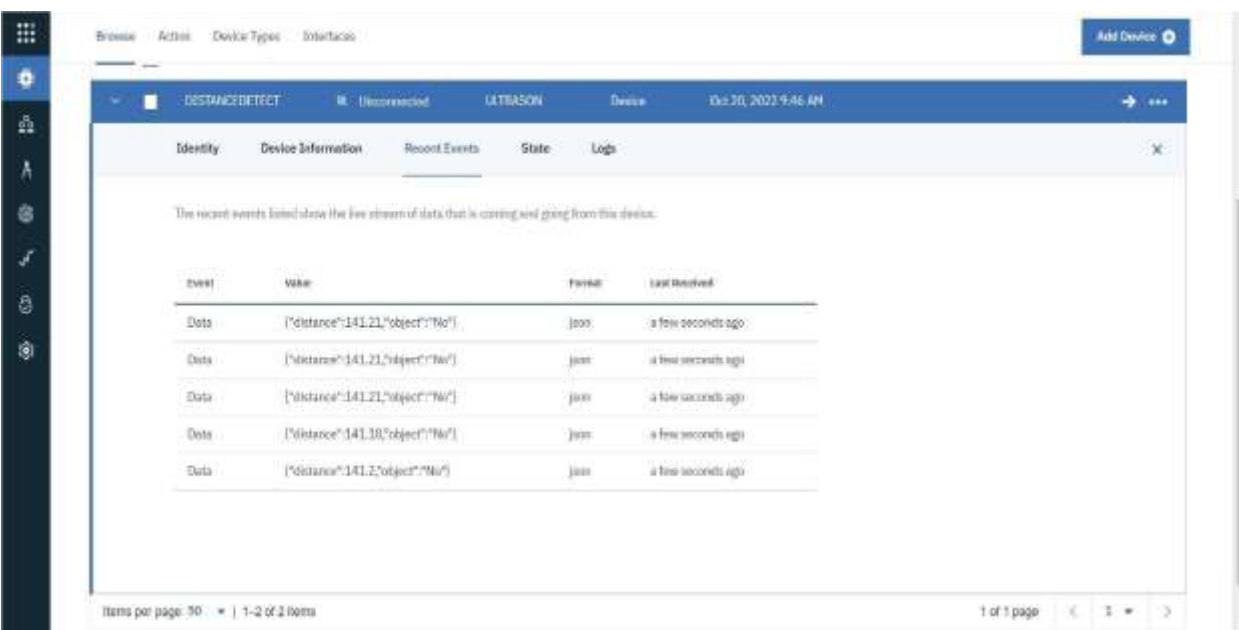 Browse Action Device Types Interfaces Add Device
DISTANCEDETECT Disconnected ULTRASON Device Oct 20, 2022 9:46 AM
Identity Device Information Recent Events State Logs
The recent events listed show the live stream of data that is coming and going from this device.
Event Value Format Last Received
Data {"distance":141.21,"object":"No"} json a few seconds ago
Data {"distance":141.21,"object":"No"} json a few seconds ago
Data {"distance":141.21,"object":"No"} json a few seconds ago
Data {"distance":141.18,"object":"No"} json a few seconds ago
Data {"distance":141.2,"object":"No"} json a few seconds ago
Items per page 50 | 1–2 of 2 items 1 of 1 page 1